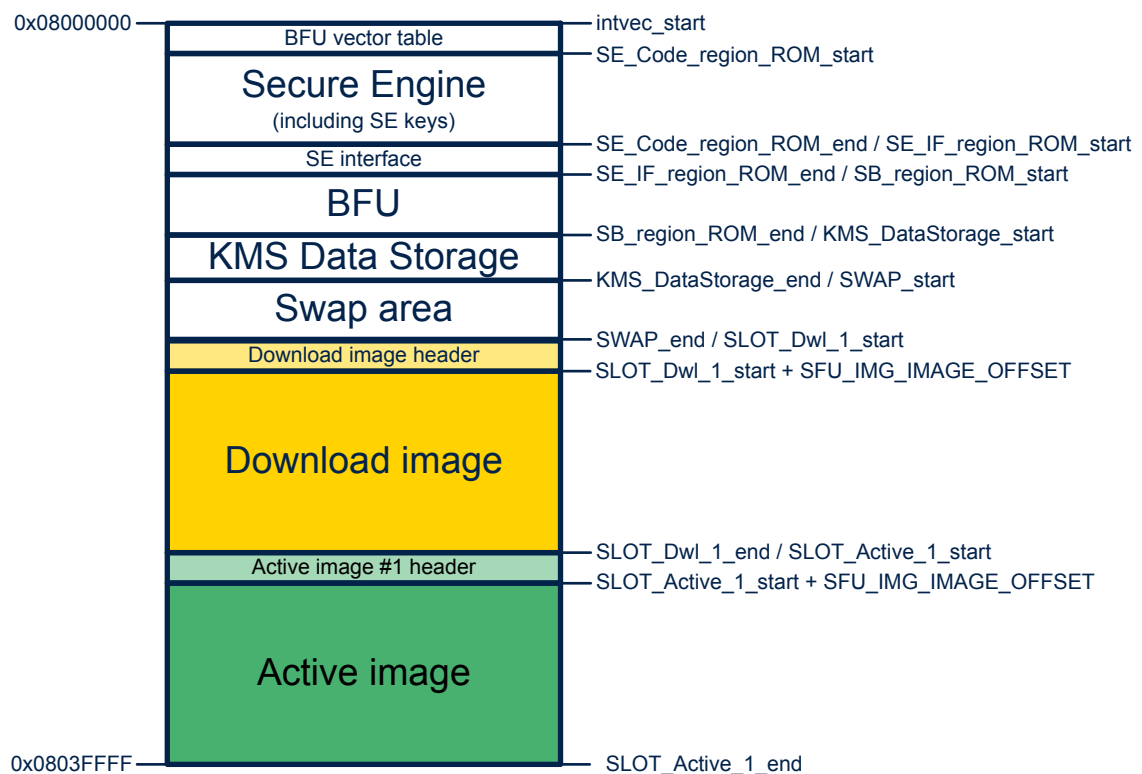 0x08000000
intvec_start
BFU vector table
SE_Code_region_ROM_start
Secure Engine
(including SE keys)
SE_Code_region_ROM_end / SE_IF_region_ROM_start
SE interface
SE_IF_region_ROM_end / SB_region_ROM_start
BFU
SB_region_ROM_end / KMS_DataStorage_start
KMS Data Storage
KMS_DataStorage_end / SWAP_start
Swap area
SWAP_end / SLOT_Dwl_1_start
Download image header
SLOT_Dwl_1_start + SFU_IMG_IMAGE_OFFSET
Download image
SLOT_Dwl_1_end / SLOT_Active_1_start
Active image #1 header
SLOT_Active_1_start + SFU_IMG_IMAGE_OFFSET
Active image
0x0803FFFF
SLOT_Active_1_end